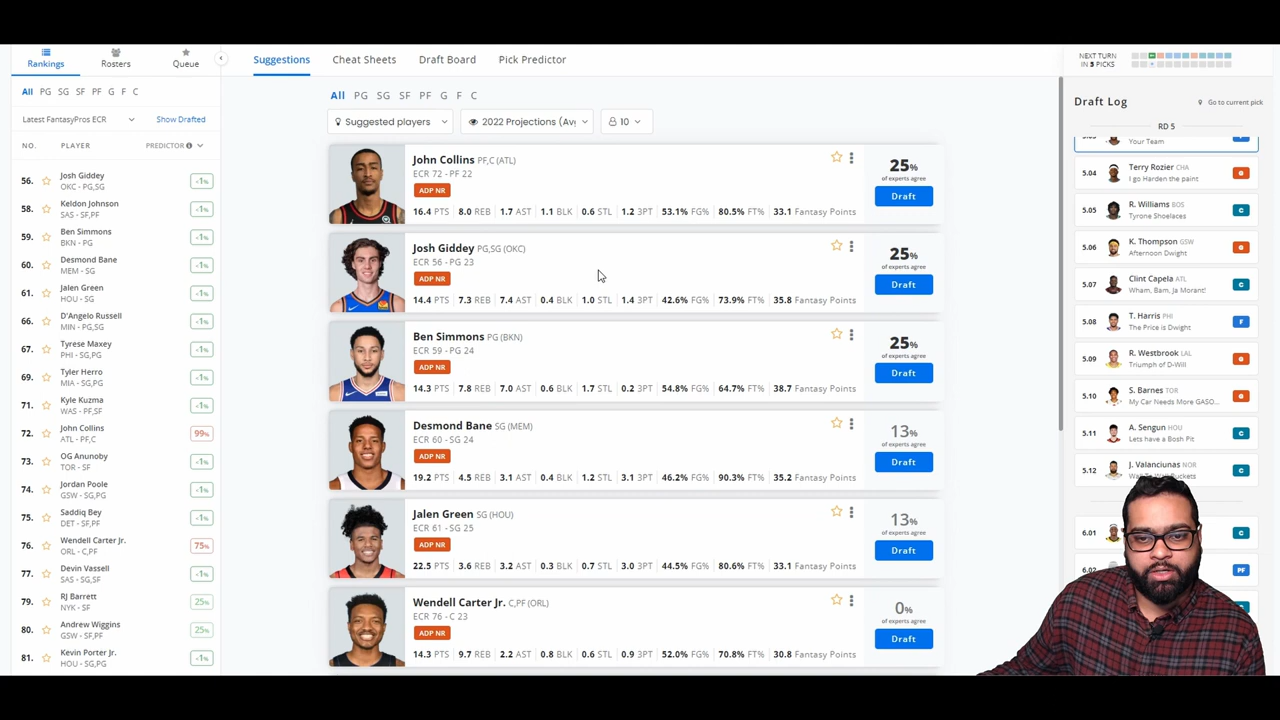 Rankings
Rosters
Queue
All PG SG SF PF G F C
Latest FantasyPros ECR
Show Drafted
NO. PLAYER PREDICTOR
56. Josh Giddey <1%
OKC - PG,SG
58. Keldon Johnson <1%
SAS - SF,PF
59. Ben Simmons <1%
BKN - PG
60. Desmond Bane <1%
MEM - SG
61. Jalen Green <1%
HOU - SG
66. D'Angelo Russell <1%
MIN - PG,SG
67. Tyrese Maxey <1%
PHI - SG,PG
69. Tyler Herro <1%
MIA - SG,PG
71. Kyle Kuzma <1%
WAS - PF,SF
72. John Collins 99%
ATL - PF,C
73. OG Anunoby <1%
TOR - SF
74. Jordan Poole <1%
GSW - SG,PG
75. Saddiq Bey <1%
DET - SF,PF
76. Wendell Carter Jr. 75%
ORL - C,PF
77. Devin Vassell <1%
SAS - SG,SF
79. RJ Barrett 25%
NYK - SF
80. Andrew Wiggins 25%
GSW - SF,PF
81. Kevin Porter Jr. <1%
HOU - SG,PG
Suggestions Cheat Sheets Draft Board Pick Predictor
All PG SG SF PF G F C
Suggested players
2022 Projections (Av
10
John Collins PF,C (ATL)
ECR 72 - PF 22
ADP NR
16.4 PTS 8.0 REB 1.7 AST 1.1 BLK 0.6 STL 1.2 3PT 53.1% FG% 80.5% FT% 33.1 Fantasy Points
25%
of experts agree
Draft
Josh Giddey PG,SG (OKC)
ECR 56 - PG 23
ADP NR
14.4 PTS 7.3 REB 7.4 AST 0.4 BLK 1.0 STL 1.4 3PT 42.6% FG% 73.9% FT% 35.8 Fantasy Points
25%
of experts agree
Draft
Ben Simmons PG (BKN)
ECR 59 - PG 24
ADP NR
14.3 PTS 7.8 REB 7.0 AST 0.6 BLK 1.7 STL 0.2 3PT 54.8% FG% 64.7% FT% 38.7 Fantasy Points
25%
of experts agree
Draft
Desmond Bane SG (MEM)
ECR 60 - SG 24
ADP NR
19.2 PTS 4.5 REB 3.1 AST 0.4 BLK 1.2 STL 3.1 3PT 46.2% FG% 90.3% FT% 35.2 Fantasy Points
13%
of experts agree
Draft
Jalen Green SG (HOU)
ECR 61 - SG 25
ADP NR
22.5 PTS 3.6 REB 3.2 AST 0.3 BLK 0.7 STL 3.0 3PT 44.5% FG% 80.6% FT% 33.1 Fantasy Points
13%
of experts agree
Draft
Wendell Carter Jr. C,PF (ORL)
ECR 76 - C 23
ADP NR
14.3 PTS 9.7 REB 2.2 AST 0.8 BLK 0.6 STL 0.9 3PT 52.0% FG% 70.8% FT% 30.8 Fantasy Points
0%
of experts agree
Draft
NEXT TURN
IN 5 PICKS
Draft Log
Go to current pick
RD 5
Your Team
5.04 Terry Rozier CHA G
I go Harden the paint
5.05 R. Williams BOS C
Tyrone Shoelaces
5.06 K. Thompson GSW G
Afternoon Dwight
5.07 Clint Capela ATL C
Wham, Bam, Ja Morant!
5.08 T. Harris PHI F
The Price is Dwight
5.09 R. Westbrook LAL G
Triumph of D-Will
5.10 S. Barnes TOR G
My Car Needs More GASO...
5.11 A. Sengun HOU C
Lets have a Bosh Pit
5.12 J. Valanciunas NOR C
6.01 C
6.02 PF